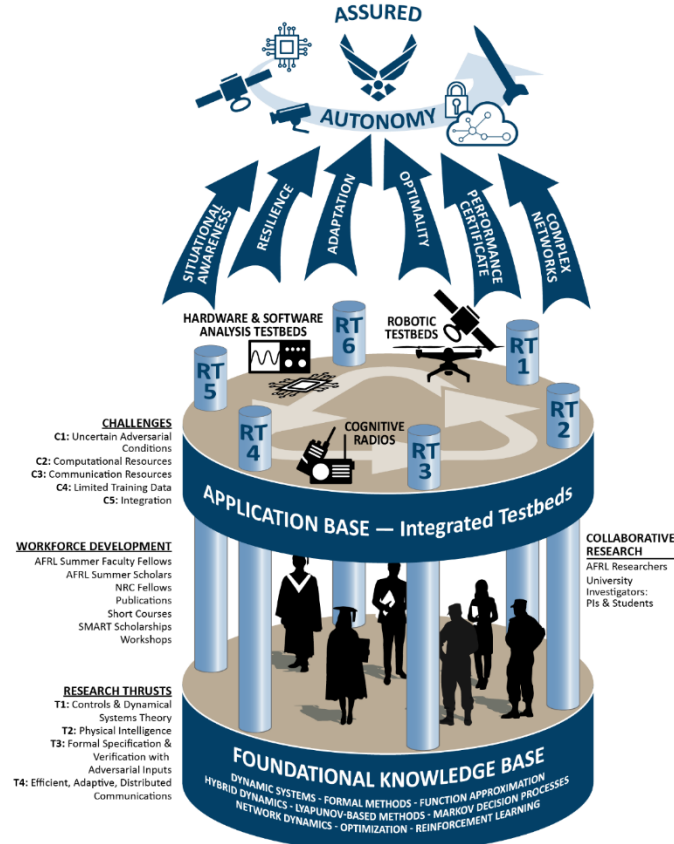 ASSURED
AUTONOMY
SITUATIONAL
AWARENESS
RESILIENCE
ADAPTATION
OPTIMALITY
PERFORMANCE
CERTIFICATE
COMPLEX
NETWORKS
HARDWARE & SOFTWARE
ANALYSIS TESTBEDS
ROBOTIC
TESTBEDS
RT
6
RT
1
RT
5
RT
2
RT
4
RT
3
COGNITIVE
RADIOS
CHALLENGES
C1: Uncertain Adversarial
Conditions
C2: Computational Resources
C3: Communication Resources
C4: Limited Training Data
C5: Integration
APPLICATION BASE — Integrated Testbeds
WORKFORCE DEVELOPMENT
AFRL Summer Faculty Fellows
AFRL Summer Scholars
NRC Fellows
Publications
Short Courses
SMART Scholarships
Workshops
COLLABORATIVE
RESEARCH
AFRL Researchers
University
Investigators:
PIs & Students
RESEARCH THRUSTS
T1: Controls & Dynamical
Systems Theory
T2: Physical Intelligence
T3: Formal Specification &
Verification with
Adversarial Inputs
T4: Efficient, Adaptive, Distributed
Communications
FOUNDATIONAL KNOWLEDGE BASE
DYNAMIC SYSTEMS - FORMAL METHODS - FUNCTION APPROXIMATION
HYBRID DYNAMICS - LYAPUNOV-BASED METHODS - MARKOV DECISION PROCESSES
NETWORK DYNAMICS - OPTIMIZATION - REINFORCEMENT LEARNING